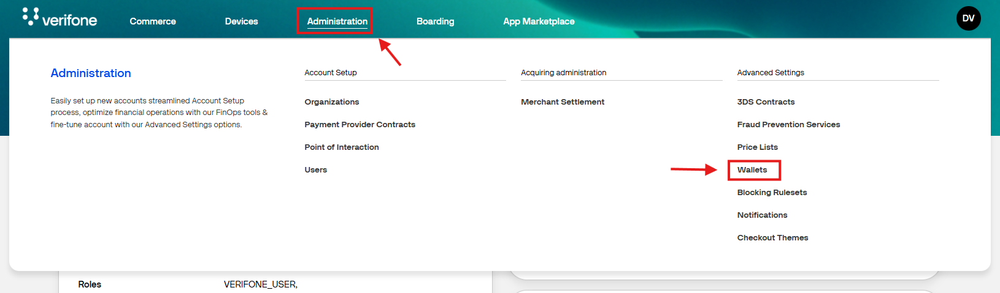 verifone
Commerce
Devices
Administration
Boarding
App Marketplace
DV
Administration
Easily set up new accounts streamlined Account Setup
process, optimize financial operations with our FinOps tools &
fine-tune account with our Advanced Settings options.
Account Setup
Organizations
Payment Provider Contracts
Point of Interaction
Users
Acquiring administration
Merchant Settlement
Advanced Settings
3DS Contracts
Fraud Prevention Services
Price Lists
Wallets
Blocking Rulesets
Notifications
Checkout Themes
Roles
VERIFONE_USER,